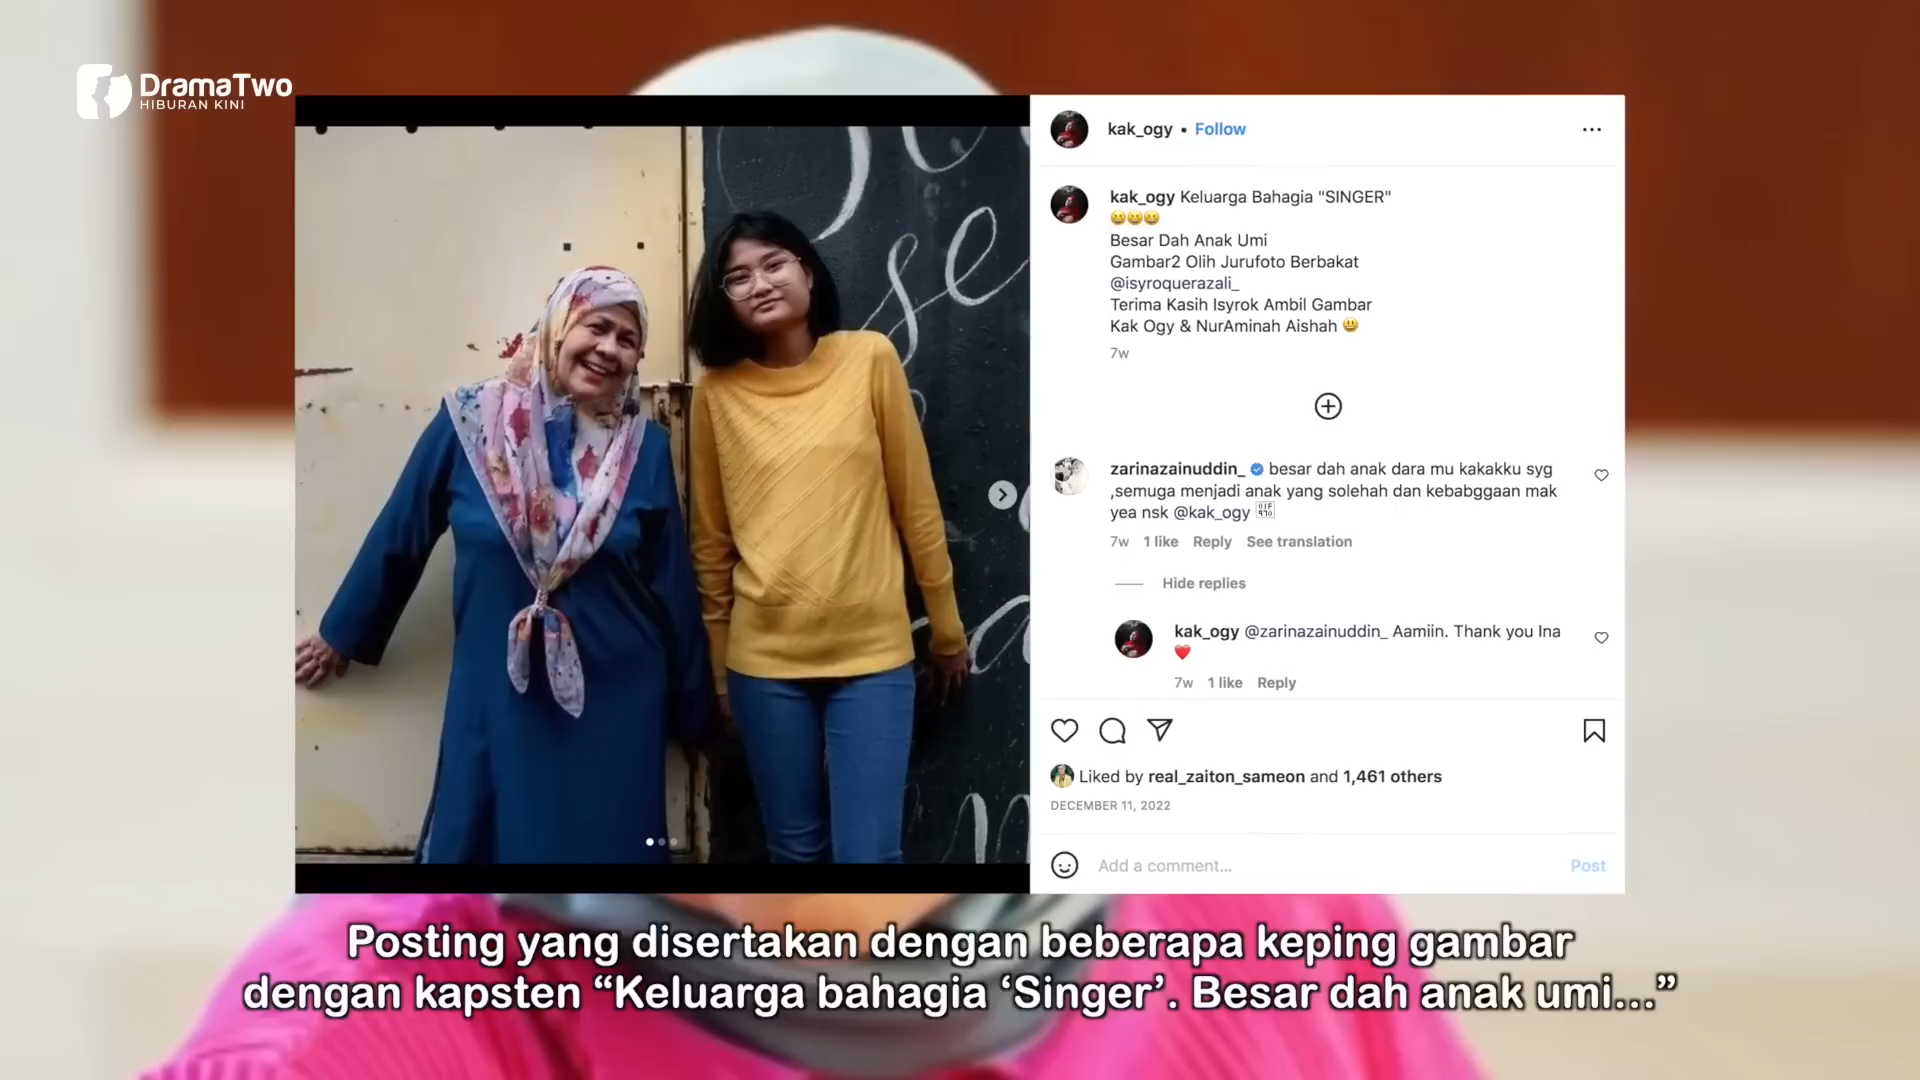 DramaTwo
HIBURAN KINI
kak_ogy • Follow
kak_ogy Keluarga Bahagia "SINGER"
😆😆😆
Besar Dah Anak Umi
Gambar2 Olih Jurufoto Berbakat
@isyroquerazali_
Terima Kasih Isyrok Ambil Gambar
Kak Ogy & NurAminah Aishah 😃
7w
zarinazainuddin_ besar dah anak dara mu kakakku syg
,semuga menjadi anak yang solehah dan kebabggaan mak
yea nsk @kak_ogy
7w 1 like Reply See translation
Hide replies
kak_ogy @zarinazainuddin_ Aamiin. Thank you Ina
❤️
7w 1 like Reply
Liked by real_zaiton_sameon and 1,461 others
DECEMBER 11, 2022
Add a comment... Post
Posting yang disertakan dengan beberapa keping gambar
dengan kapsten “Keluarga bahagia ‘Singer’. Besar dah anak umi...”